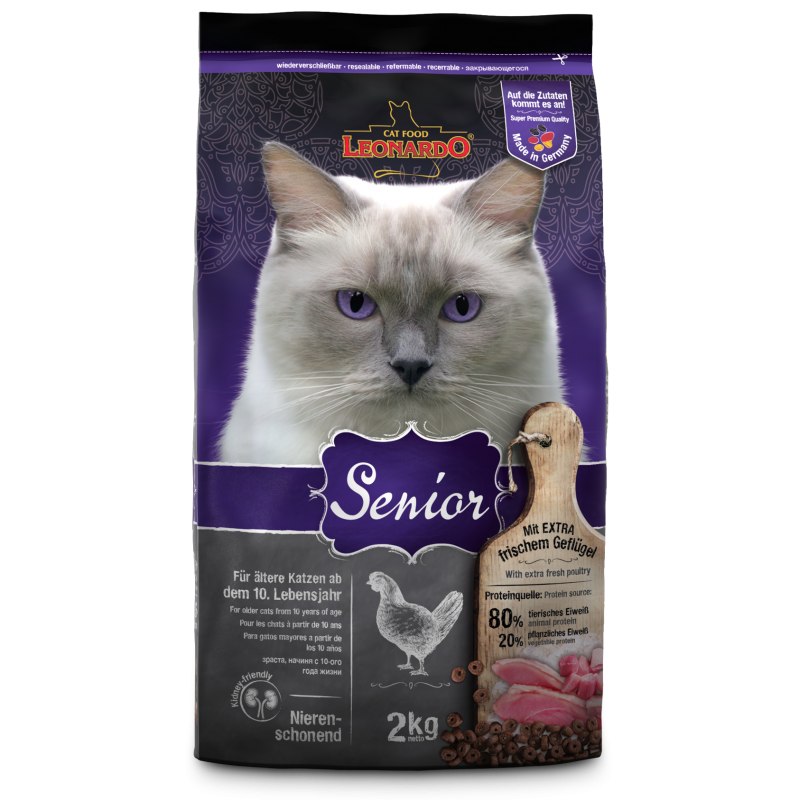 wiederverschließbar • resealable • refermable • recerrable • закрывающегося
Auf die Zutaten
kommt es an!
Super Premium Quality
Made in Germany
CAT FOOD
LEONARDO®
Senior
Mit EXTRA
frischem Geflügel
With extra fresh poultry
Proteinquelle: Protein source:
80% tierisches Eiweiß
animal protein
20% pflanzliches Eiweiß
vegetable protein
Für ältere Katzen ab
dem 10. Lebensjahr
For older cats from 10 years of age
Pour les chats à partir de 10 ans
Para gatos mayores a partir de
los 10 años
зраста, начиня с 10-ого
года жизни
Kidney-friendly
Nieren-
schonend
2kg
netto